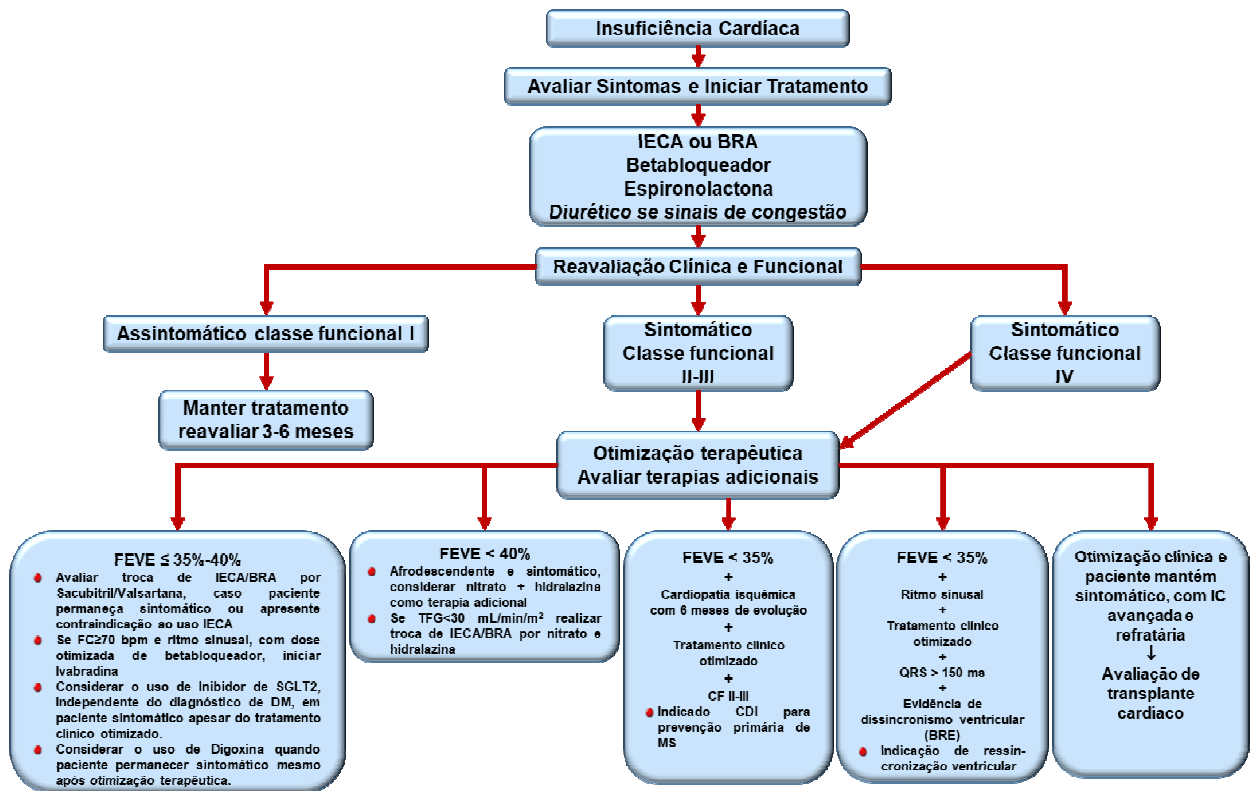 Insuficiência Cardíaca
Avaliar Sintomas e Iniciar Tratamento
IECA ou BRA
Betabloqueador
Espironolactona
Diurético se sinais de congestão
Reavaliação Clínica e Funcional
Assintomático classe funcional I
Manter tratamento
reavaliar 3-6 meses
Sintomático
Classe funcional
II-III
Sintomático
Classe funcional
IV
Otimização terapêutica
Avaliar terapias adicionais
FEVE ≤ 35%-40%
Avaliar troca de IECA/BRA por
Sacubitril/Valsartana, caso paciente
permaneça sintomático ou apresente
contraindicação ao uso IECA
Se FC≥70 bpm e ritmo sinusal, com dose
otimizada de betabloqueador, iniciar
Ivabradina
Considerar o uso de Inibidor de SGLT2,
independente do diagnóstico de DM, em
paciente sintomático apesar do tratamento
clínico otimizado.
Considerar o uso de Digoxina quando
paciente permanecer sintomático mesmo
após otimização terapêutica.
FEVE < 40%
Afrodescendente e sintomático,
considerar nitrato + hidralazina
como terapia adicional
Se TFG<30 mL/min/m² realizar
troca de IECA/BRA por nitrato e
hidralazina
FEVE < 35%
+
Cardiopatia isquêmica
com 6 meses de evolução
+
Tratamento clínico
otimizado
+
CF II-III
Indicado CDI para
prevenção primária de
MS
FEVE < 35%
+
Ritmo sinusal
+
Tratamento clínico
otimizado
+
QRS > 150 ms
+
Evidência de
dissincronismo ventricular
(BRE)
Indicação de ressin-
cronização ventricular
Otimização clínica e
paciente mantém
sintomático, com IC
avançada e
refratária
↓
Avaliação de
transplante
cardíaco